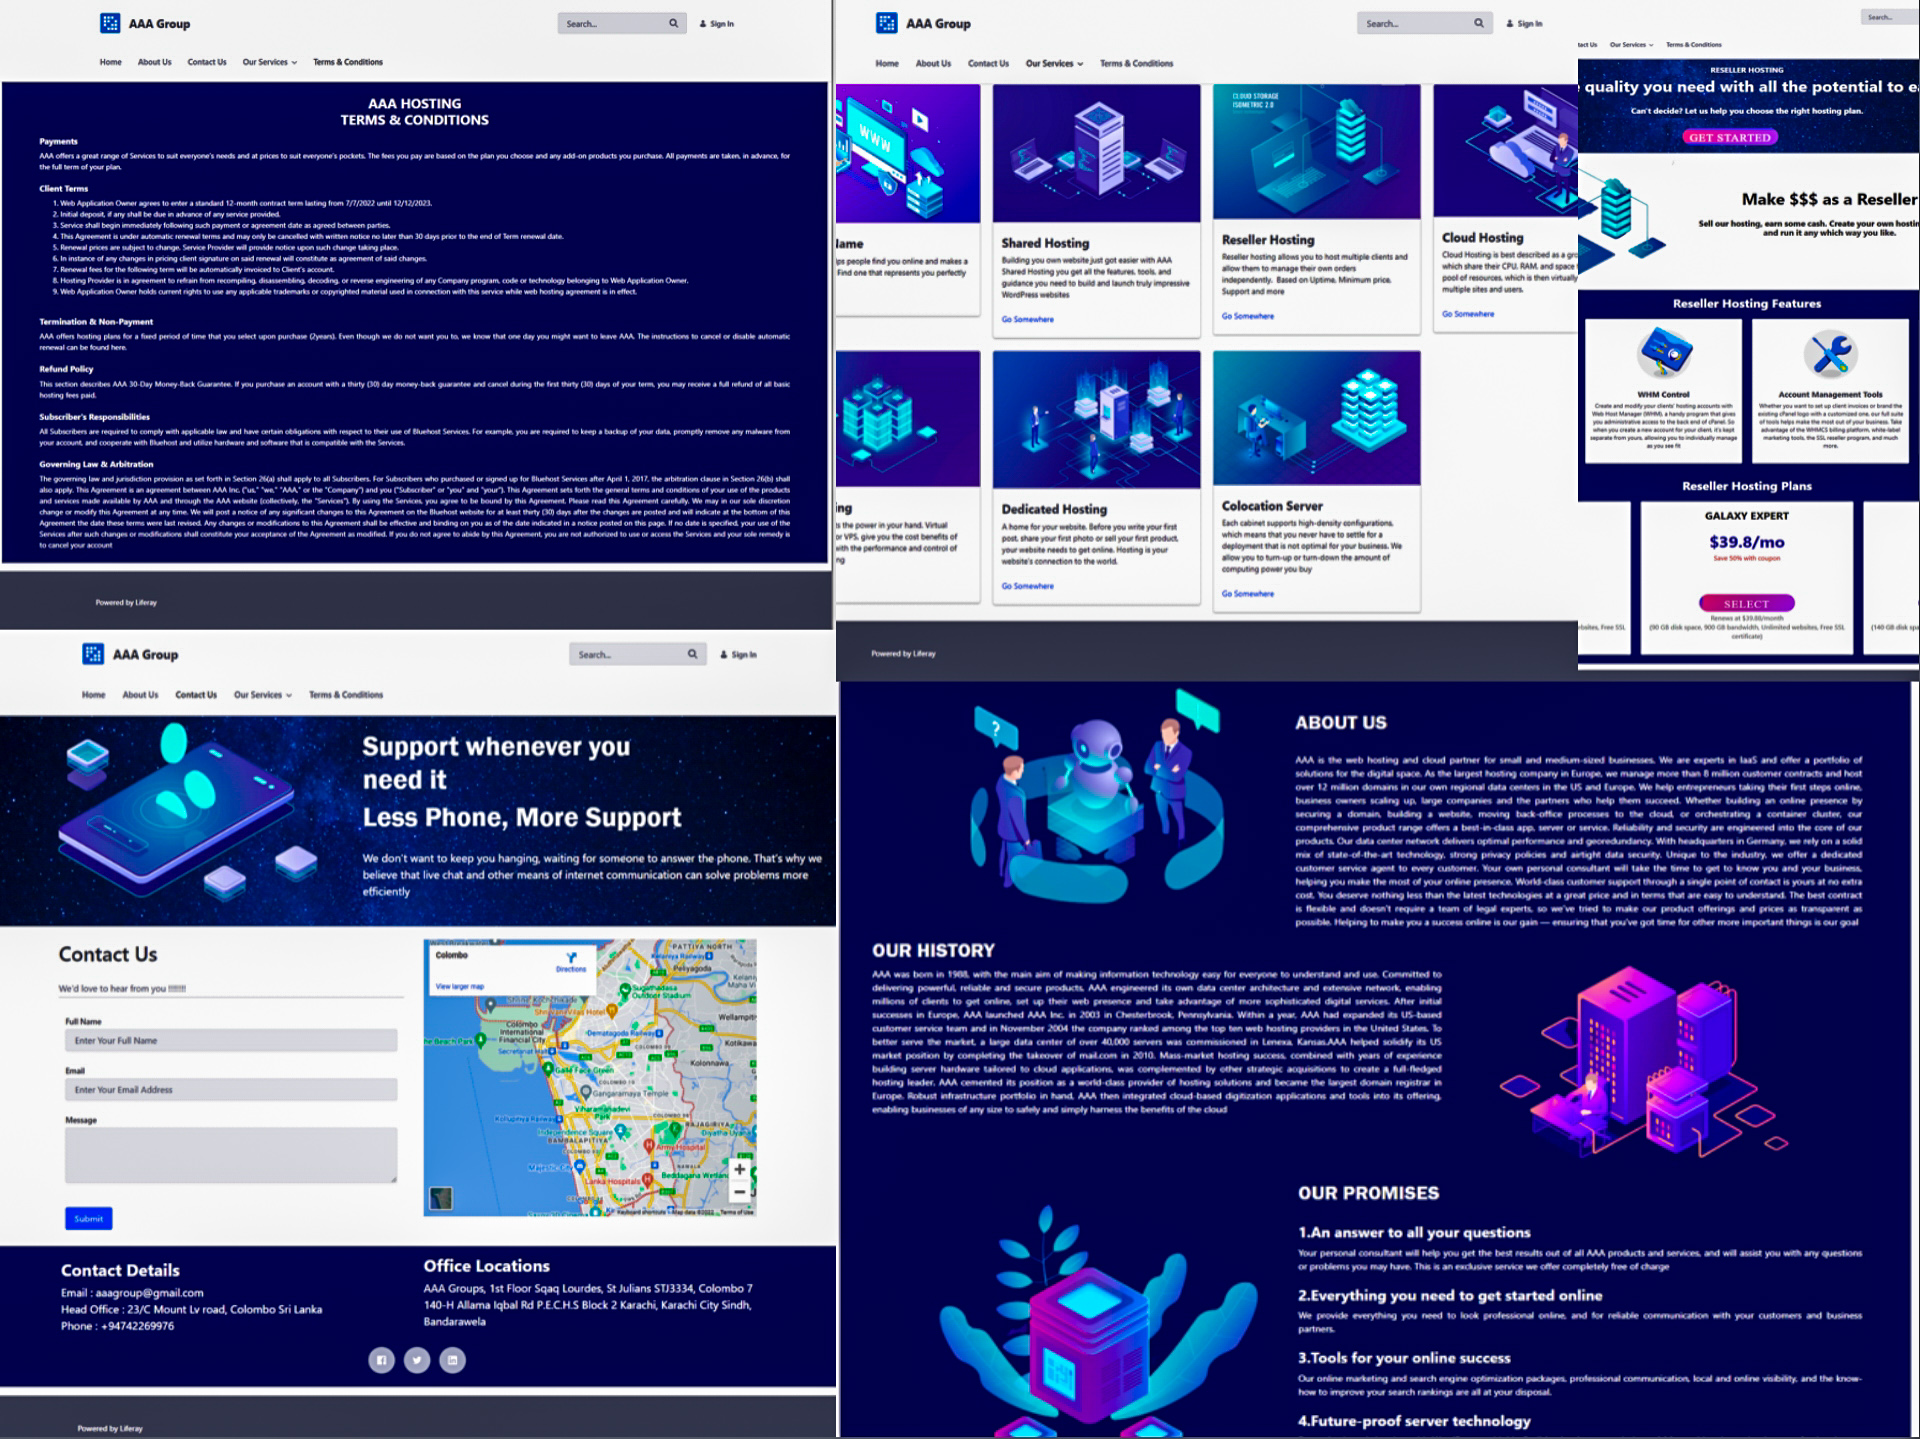 AAA Group
Search...
Sign In
Home About Us Contact Us Our Services Terms & Conditions
AAA HOSTING
TERMS & CONDITIONS
Payments
AAA offers a great range of Services to suit everyone's needs and at prices to suit everyone's pockets. The fees you pay are based on the plan you choose and any add-on products you purchase. All payments are taken, in advance, for
the full term of your plan.
Client Terms
1. Web Application Owner agrees to enter a standard 12-month contract term lasting from 7/7/2022 until 12/12/2023.
2. Initial deposit, if any shall be due in advance of any service provided.
3. Service shall begin immediately following such payment or agreement date as agreed between parties.
4. This Agreement is under automatic renewal terms and may only be cancelled with written notice no later than 30 days prior to the end of Term renewal date.
5. Renewal prices are subject to change. Service Provider will provide notice upon such change taking place.
6. In instance of any changes in pricing client signature on said renewal will constitute as agreement of said changes.
7. Renewal fees for the following term will be automatically invoiced to Client's account.
8. Hosting Provider is in agreement to refrain from recompiling, disassembling, decoding, or reverse engineering of any Company program, code or technology belonging to Web Application Owner.
9. Web Application Owner holds current rights to use any applicable trademarks or copyrighted material used in connection with this service while web hosting agreement is in effect.
Termination & Non-Payment
AAA offers hosting plans for a fixed period of time that you select upon purchase (2years). Even though we do not want you to, we know that one day you might want to leave AAA. The instructions to cancel or disable automatic
renewal can be found here.
Refund Policy
This section describes AAA 30-Day Money-Back Guarantee. If you purchase an account with a thirty (30) day money-back guarantee and cancel during the first thirty (30) days of your term, you may receive a full refund of all basic
hosting fees paid.
Subscriber's Responsibilities
All Subscribers are required to comply with applicable law and have certain obligations with respect to their use of Bluehost Services. For example, you are required to keep a backup of your data, promptly remove any malware from
your account, and cooperate with Bluehost and utilize hardware and software that is compatible with the Services.
Governing Law & Arbitration
The governing law and jurisdiction provision as set forth in Section 26(a) shall apply to all Subscribers. For Subscribers who purchased or signed up for Bluehost Services after April 1, 2017, the arbitration clause in Section 26(b) shall
also apply. This Agreement is an agreement between AAA Inc. ("us," "we," "AAA," or the "Company") and you ("Subscriber" or "you" and "your"). This Agreement sets forth the general terms and conditions of your use of the products
and services made available by AAA and through the AAA website (collectively, the "Services"). By using the Services, you agree to be bound by this Agreement. Please read this Agreement carefully. We may in our sole discretion
change or modify this Agreement at any time. We will post a notice of any significant changes to this Agreement on the Bluehost website for at least thirty (30) days after the changes are posted and will indicate at the bottom of this
Agreement the date these terms were last revised. Any changes or modifications to this Agreement shall be effective and binding on you as of the date indicated in a notice posted on this page. If no date is specified, your use of the
Services after such changes or modifications shall constitute your acceptance of the Agreement as modified. If you do not agree to abide by this Agreement, you are not authorized to use or access the Services and your sole remedy is
to cancel your account
Powered by Liferay
AAA Group
Search...
Sign In
Home About Us Contact Us Our Services Terms & Conditions
WWW
CLOUD STORAGE
ISOMETRIC 2.0
lame
ps people find you online and makes a
Find one that represents you perfectly
Shared Hosting
Building you own website just got easier with AAA
Shared Hosting you get all the features, tools, and
guidance you need to build and launch truly impressive
WordPress websites
Go Somewhere
Reseller Hosting
Reseller hosting allows you to host multiple clients and
allow them to manage their own orders
independently. Based on Uptime, Minimum price,
Support and more
Go Somewhere
Cloud Hosting
Cloud Hosting is best described as a gro
which share their CPU, RAM, and space
pool of resources, which is then virtually
multiple sites and users.
Go Somewhere
ing
s the power in your hand. Virtual
or VPS, give you the cost benefits of
with the performance and control of
ng
Dedicated Hosting
A home for your website. Before you write your first
post, share your first photo or sell your first product,
your website needs to get online. Hosting is your
website's connection to the world.
Go Somewhere
Colocation Server
Each cabinet supports high-density configurations,
which means that you never have to settle for a
deployment that is not optimal for your business. We
allow you to turn-up or turn-down the amount of
computing power you buy
Go Somewhere
Powered by Liferay
Search...
tact Us Our Services Terms & Conditions
RESELLER HOSTING
quality you need with all the potential to ea
Can't decide? Let us help you choose the right hosting plan.
GET STARTED
Make $$$ as a Reseller
Sell our hosting, earn some cash. Create your own hostin
and run it any which way you like.
Reseller Hosting Features
WHM Control
Create and modify your clients' hosting accounts with
Web Host Manager (WHM), a handy program that gives
you administrative access to the back end of cPanel. So
when you create a new account for your client, it's kept
separate from yours, allowing you to individually manage
as you see fit
Account Management Tools
Whether you want to set up client invoices or brand the
existing cPanel logo with a customized one, our full suite
of tools helps make the most out of your business. Take
advantage of the WHMCS billing platform, white-label
marketing tools, the SSL reseller program, and much
more.
Reseller Hosting Plans
GALAXY EXPERT
$39.8/mo
Save 50% with coupon
SELECT
Renews at $39.88/month
(90 GB disk space, 900 GB bandwidth, Unlimited websites, Free SSL
certificate)
ebsites, Free SSL
(140 GB disk spa
AAA Group
Search...
Sign In
Home About Us Contact Us Our Services Terms & Conditions
Support whenever you
need it
Less Phone, More Support
We don't want to keep you hanging, waiting for someone to answer the phone. That's why we
believe that live chat and other means of internet communication can solve problems more
efficiently
Contact Us
We'd love to hear from you !!!!!!!!
Full Name
Enter Your Full Name
Email
Enter Your Email Address
Message
Submit
Colombo
Directions
View larger map
PATTIYA NORTH
Kelaniya Railway
Peliyagoda
Sugathadasa
Outdoor Stadium
Shri Vani Vilas Hotel
Wellampiti
Colombo
International
Financial City
Dematagoda Railway
Kotikawa
Secretariat Halt
Kolonnawa
Galle Face Green
Gangaramaya Temple
Viharamahadevi
Park
Kollupitiya Railway
Independence Square
BAMBALAPITIYA
RAJAGIRIYA
Diyatha Uya
Army Hospital
Majestic City
NAWALA
Lanka Hospitals
Beddagana Wetlan
Keyboard shortcuts Map data ©2022 Terms of Use
Contact Details
Email : aaagroup@gmail.com
Head Office : 23/C Mount Lv road, Colombo Sri Lanka
Phone : +94742269976
Office Locations
AAA Groups, 1st Floor Sqaq Lourdes, St Julians STJ3334, Colombo 7
140-H Allama Iqbal Rd P.E.C.H.S Block 2 Karachi, Karachi City Sindh,
Bandarawela
Powered by Liferay
ABOUT US
AAA is the web hosting and cloud partner for small and medium-sized businesses. We are experts in IaaS and offer a portfolio of
solutions for the digital space. As the largest hosting company in Europe, we manage more than 8 million customer contracts and host
over 12 million domains in our own regional data centers in the US and Europe. We help entrepreneurs taking their first steps online,
business owners scaling up, large companies and the partners who help them succeed. Whether building an online presence by
securing a domain, building a website, moving back-office processes to the cloud, or orchestrating a container cluster, our
comprehensive product range offers a best-in-class app, server or service. Reliability and security are engineered into the core of our
products. Our data center network delivers optimal performance and georedundancy. With headquarters in Germany, we rely on a solid
mix of state-of-the-art technology, strong privacy policies and airtight data security. Unique to the industry, we offer a dedicated
customer service agent to every customer. Your own personal consultant will take the time to get to know you and your business,
helping you make the most of your online presence. World-class customer support through a single point of contact is yours at no extra
cost. You deserve nothing less than the latest technologies at a great price and in terms that are easy to understand. The best contract
is flexible and doesn't require a team of legal experts, so we've tried to make our product offerings and prices as transparent as
possible. Helping to make you a success online is our gain — ensuring that you've got time for other more important things is our goal
OUR HISTORY
AAA was born in 1988, with the main aim of making information technology easy for everyone to understand and use. Committed to
delivering powerful, reliable and secure products, AAA engineered its own data center architecture and extensive network, enabling
millions of clients to get online, set up their web presence and take advantage of more sophisticated digital services. After initial
successes in Europe, AAA launched AAA Inc. in 2003 in Chesterbrook, Pennsylvania. Within a year, AAA had expanded its US-based
customer service team and in November 2004 the company ranked among the top ten web hosting providers in the United States. To
better serve the market, a large data center of over 40,000 servers was commissioned in Lenexa, Kansas.AAA helped solidify its US
market position by completing the takeover of mail.com in 2010. Mass-market hosting success, combined with years of experience
building server hardware tailored to cloud applications, was complemented by other strategic acquisitions to create a full-fledged
hosting leader. AAA cemented its position as a world-class provider of hosting solutions and became the largest domain registrar in
Europe. Robust infrastructure portfolio in hand, AAA then integrated cloud-based digitization applications and tools into its offering,
enabling businesses of any size to safely and simply harness the benefits of the cloud
OUR PROMISES
1.An answer to all your questions
Your personal consultant will help you get the best results out of all AAA products and services, and will assist you with any questions
or problems you may have. This is an exclusive service we offer completely free of charge
2.Everything you need to get started online
We provide everything you need to look professional online, and for reliable communication with your customers and business
partners.
3.Tools for your online success
Our online marketing and search engine optimization packages, professional communication, local and online visibility, and the know-
how to improve your search rankings are all at your disposal.
4.Future-proof server technology